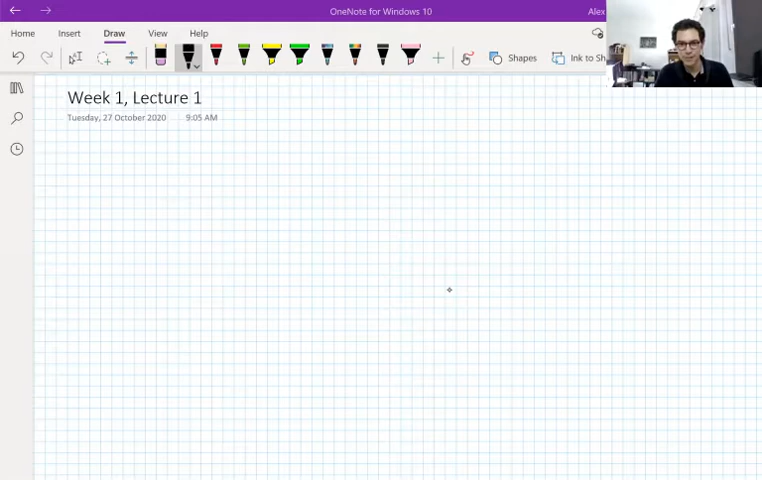 OneNote for Windows 10
Alex
Home Insert Draw View Help
Shapes
Ink to Sh
Week 1, Lecture 1
Tuesday, 27 October 2020 9:05 AM